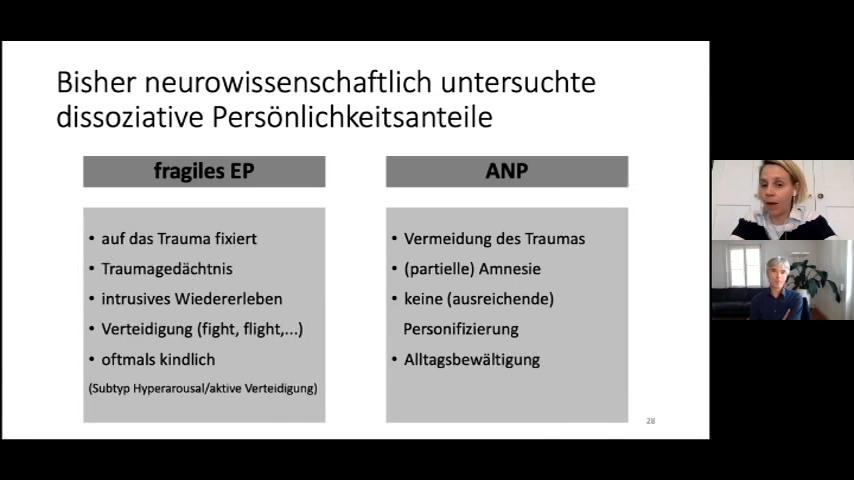 Bisher neurowissenschaftlich untersuchte
dissoziative Persönlichkeitsanteile
fragiles EP
• auf das Trauma fixiert
• Traumagedächtnis
• intrusives Wiedererleben
• Verteidigung (fight, flight,...)
• oftmals kindlich
(Subtyp Hyperarousal/aktive Verteidigung)
ANP
• Vermeidung des Traumas
• (partielle) Amnesie
• keine (ausreichende)
Personifizierung
• Alltagsbewältigung
28